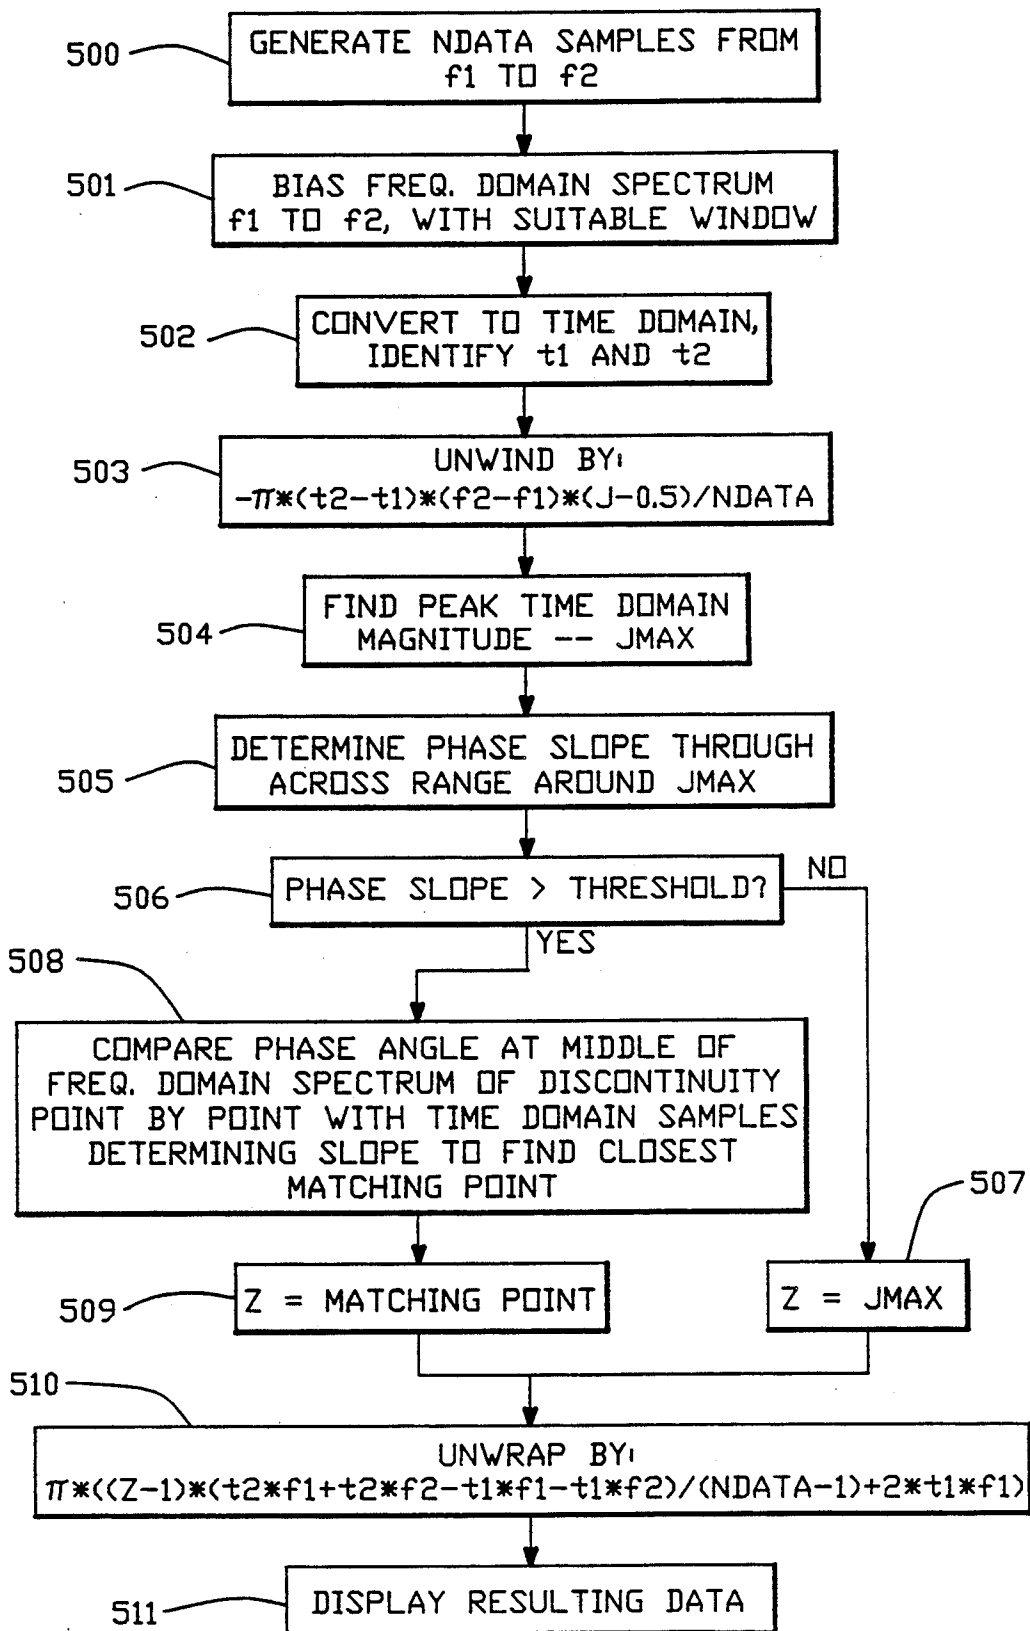 500
GENERATE NDATA SAMPLES FROM
f1 TO f2
501
BIAS FREQ. DOMAIN SPECTRUM
f1 TO f2, WITH SUITABLE WINDOW
502
CONVERT TO TIME DOMAIN,
IDENTIFY t1 AND t2
503
UNWIND BY:
-π*(t2-t1)*(f2-f1)*(J-0.5)/NDATA
504
FIND PEAK TIME DOMAIN
MAGNITUDE -- JMAX
505
DETERMINE PHASE SLOPE THROUGH
ACROSS RANGE AROUND JMAX
506
PHASE SLOPE > THRESHOLD?
NO
YES
508
COMPARE PHASE ANGLE AT MIDDLE OF
FREQ. DOMAIN SPECTRUM OF DISCONTINUITY
POINT BY POINT WITH TIME DOMAIN SAMPLES
DETERMINING SLOPE TO FIND CLOSEST
MATCHING POINT
507
509
Z = MATCHING POINT
Z = JMAX
510
UNWRAP BY:
π*((Z-1)*(t2*f1+t2*f2-t1*f1-t1*f2)/(NDATA-1)+2*t1*f1)
511
DISPLAY RESULTING DATA